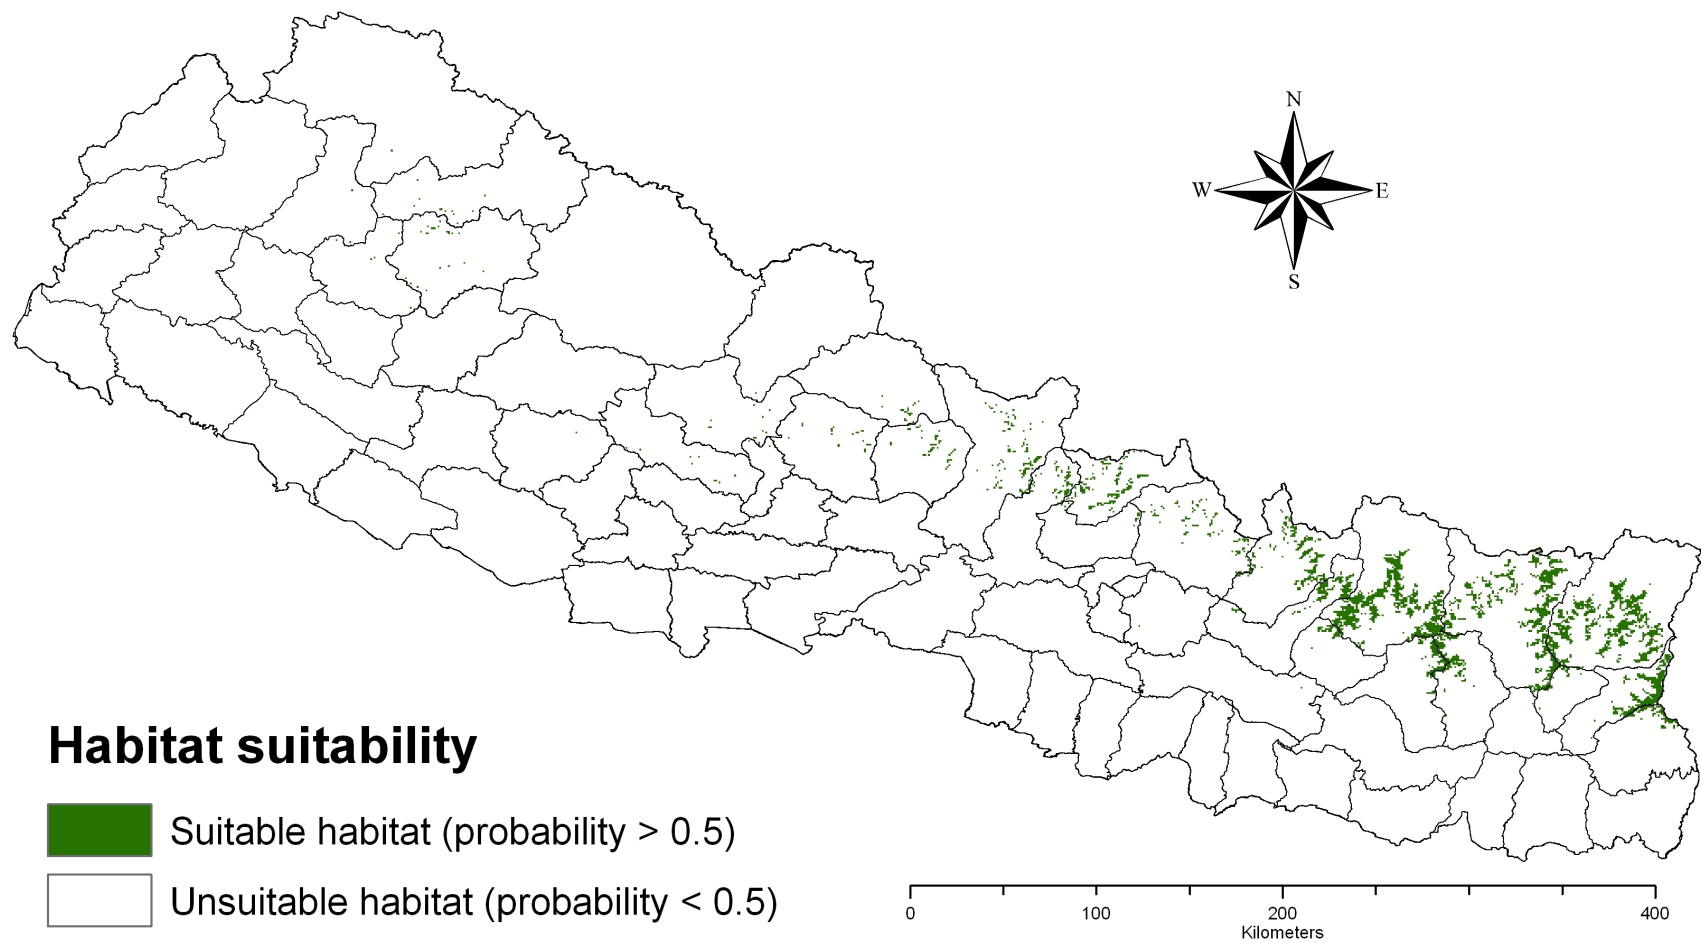 N
W E
S
Habitat suitability
Suitable habitat (probability > 0.5)
Unsuitable habitat (probability < 0.5)
0 100 200 400
Kilometers